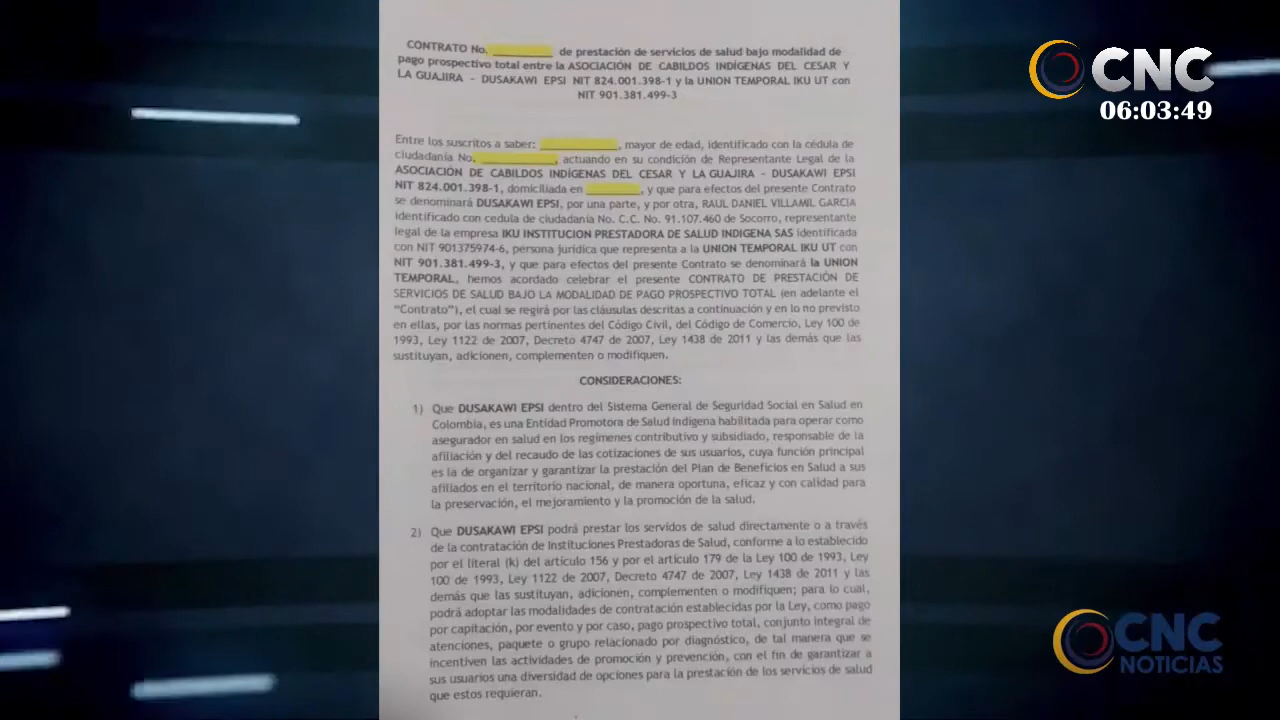 CONTRATO No. de prestación de servicios de salud bajo modalidad de
pago prospectivo total entre la ASOCIACIÓN DE CABILDOS INDÍGENAS DEL CESAR Y
LA GUAJIRA - DUSAKAWI EPSI NIT 824.001.398-1 y la UNION TEMPORAL IKU UT con
NIT 901.381.499-3
Entre los suscritos a saber: , mayor de edad, identificado con la cédula de
ciudadanía No. , actuando en su condición de Representante Legal de la
ASOCIACIÓN DE CABILDOS INDÍGENAS DEL CESAR Y LA GUAJIRA - DUSAKAWI EPSI
NIT 824.001.398-1, domiciliada en , y que para efectos del presente Contrato
se denominará DUSAKAWI EPSI, por una parte, y por otra, RAUL DANIEL VILLAMIL GARCIA
identificado con cedula de ciudadanía No. C.C. No. 91.107.460 de Socorro, representante
legal de la empresa IKU INSTITUCION PRESTADORA DE SALUD INDIGENA SAS identificada
con NIT 901375974-6, persona jurídica que representa a la UNION TEMPORAL IKU UT con
NIT 901.381.499-3, y que para efectos del presente Contrato se denominará la UNION
TEMPORAL, hemos acordado celebrar el presente CONTRATO DE PRESTACIÓN DE
SERVICIOS DE SALUD BAJO LA MODALIDAD DE PAGO PROSPECTIVO TOTAL (en adelante el
"Contrato"), el cual se regirá por las cláusulas descritas a continuación y en lo no previsto
en ellas, por las normas pertinentes del Código Civil, del Código de Comercio, Ley 100 de
1993, Ley 1122 de 2007, Decreto 4747 de 2007, Ley 1438 de 2011 y las demás que las
sustituyan, adicionen, complementen o modifiquen.
CONSIDERACIONES:
1) Que DUSAKAWI EPSI dentro del Sistema General de Seguridad Social en Salud en
Colombia, es una Entidad Promotora de Salud indígena habilitada para operar como
asegurador en salud en los regímenes contributivo y subsidiado, responsable de la
afiliación y del recaudo de las cotizaciones de sus usuarios, cuya función principal
es la de organizar y garantizar la prestación del Plan de Beneficios en Salud a sus
afiliados en el territorio nacional, de manera oportuna, eficaz y con calidad para
la preservación, el mejoramiento y la promoción de la salud.
2) Que DUSAKAWI EPSI podrá prestar los servidos de salud directamente o a través
de la contratación de Instituciones Prestadoras de Salud, conforme a lo establecido
por el literal (k) del artículo 156 y por el artículo 179 de la Ley 100 de 1993, Ley
100 de 1993, Ley 1122 de 2007, Decreto 4747 de 2007, Ley 1438 de 2011 y las
demás que las sustituyan, adicionen, complementen o modifiquen; para lo cual,
podrá adoptar las modalidades de contratación establecidas por la Ley, como pago
por capitación, por evento y por caso, pago prospectivo total, conjunto integral de
atenciones, paquete o grupo relacionado por diagnóstico, de tal manera que se
incentiven las actividades de promoción y prevención, con el fin de garantizar a
sus usuarios una diversidad de opciones para la prestación de los servicios de salud
que estos requieran.
CNC
06:03:49
CNC
NOTICIAS